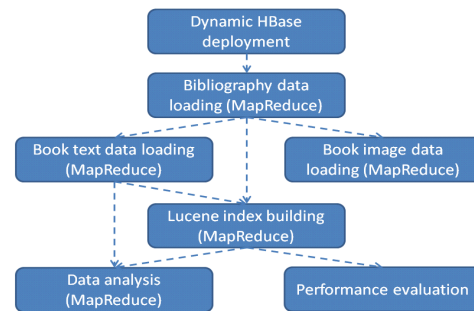 Dynamic HBase
deployment
Bibliography data
loading (MapReduce)
Book text data loading
(MapReduce)
Book image data
loading (MapReduce)
Lucene index building
(MapReduce)
Data analysis
(MapReduce)
Performance evaluation